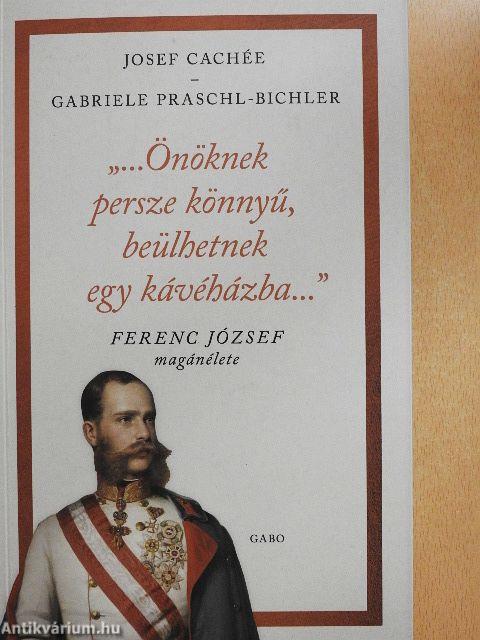 JOSEF CACHÉE
–
GABRIELE PRASCHL-BICHLER
„...Önöknek
persze könnyű,
beülhetnek
egy kávéházba...”
FERENC JÓZSEF
magánélete
GABO
Antikvárium.hu